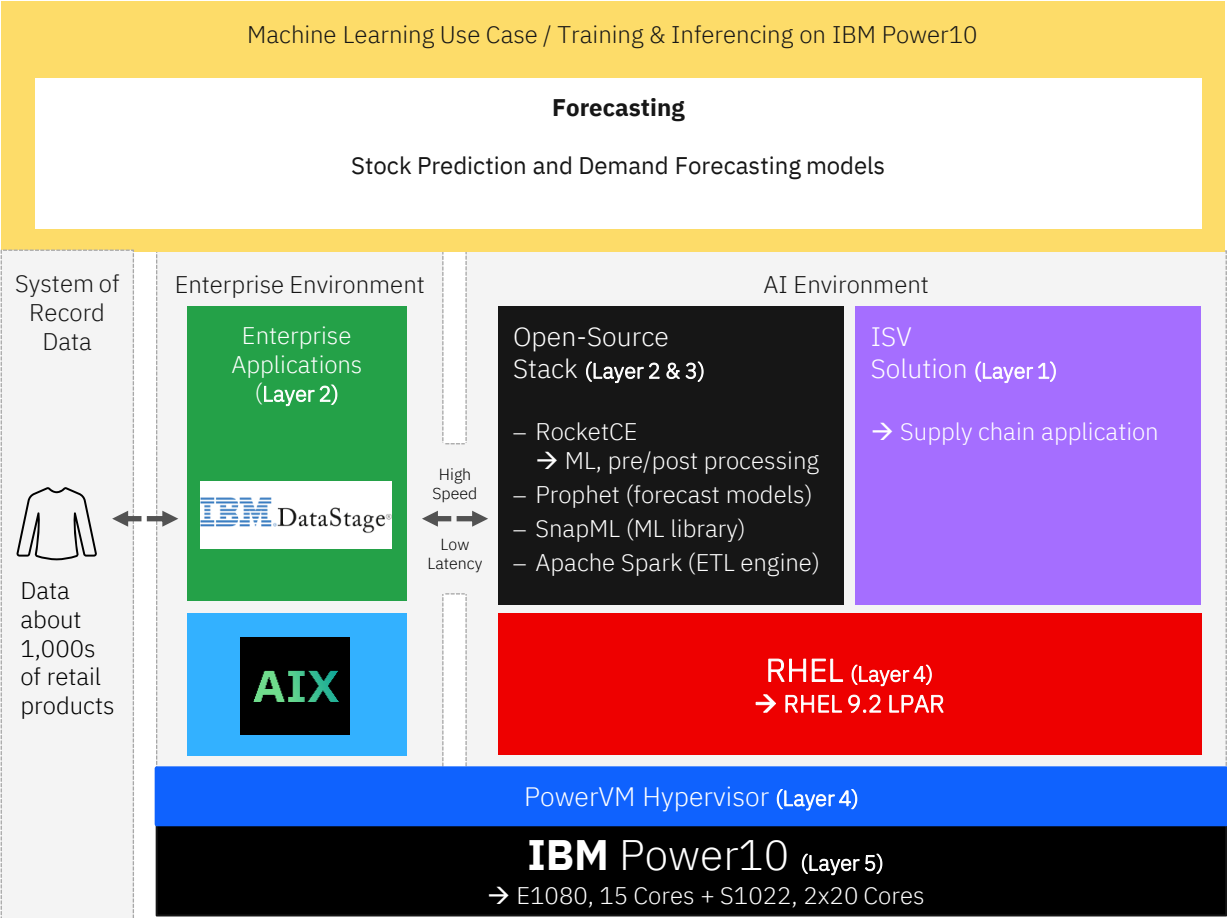 Machine Learning Use Case / Training & Inferencing on IBM Power10
Forecasting
Stock Prediction and Demand Forecasting models
System of
Record
Data
Data
about
1,000s
of retail
products
Enterprise Environment
Enterprise
Applications
(Layer 2)
IBM. DataStage®
AIX
High
Speed
Low
Latency
AI Environment
Open-Source
Stack (Layer 2 & 3)
– RocketCE
→ ML, pre/post processing
– Prophet (forecast models)
– SnapML (ML library)
– Apache Spark (ETL engine)
ISV
Solution (Layer 1)
→ Supply chain application
RHEL (Layer 4)
→ RHEL 9.2 LPAR
PowerVM Hypervisor (Layer 4)
IBM Power10 (Layer 5)
→ E1080, 15 Cores + S1022, 2x20 Cores